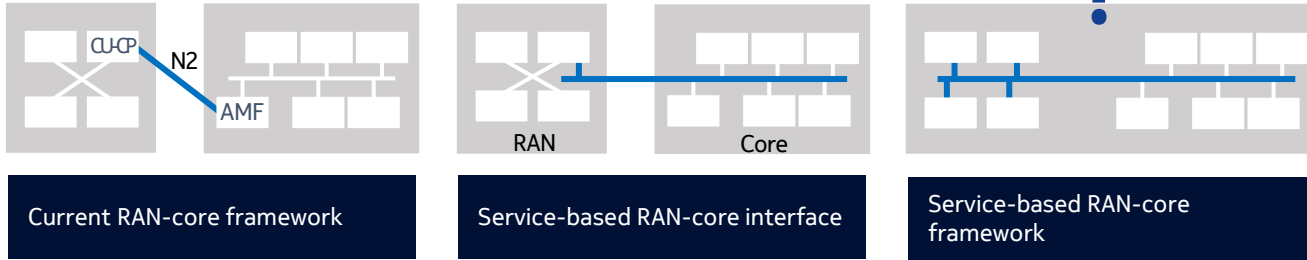 CU-CP
N2
AMF
RAN
Core
Current RAN-core framework
Service-based RAN-core interface
Service-based RAN-core
framework